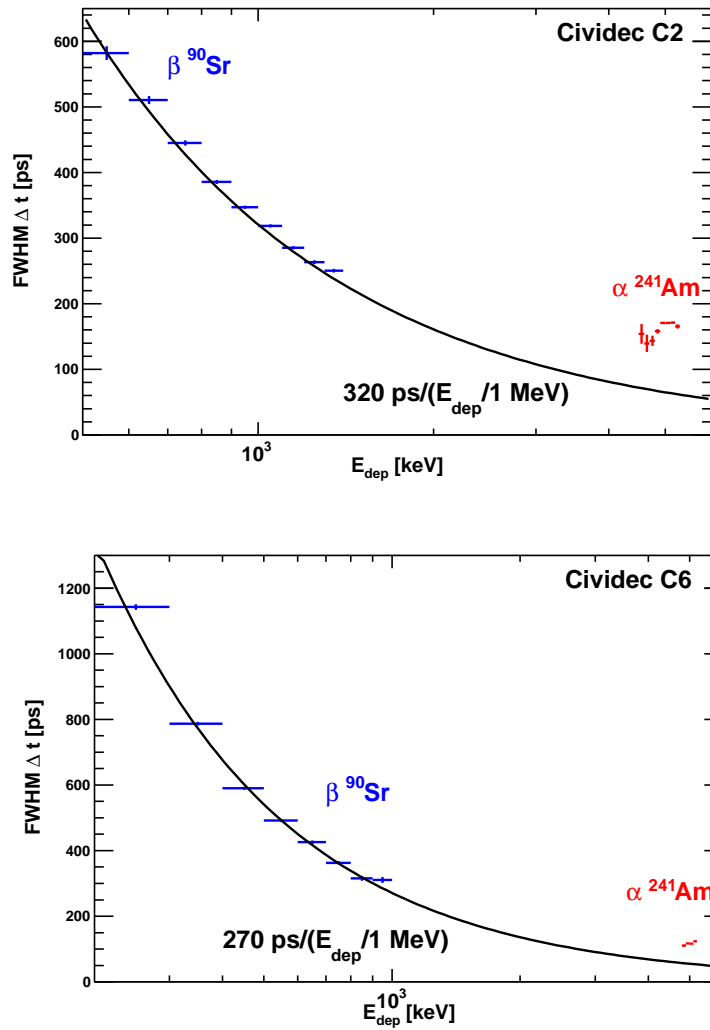 Cividec C2
600
β ⁹⁰Sr
500
400
300
α ²⁴¹Am
200
100
320 ps/(E_dep/1 MeV)
0
10³
FWHM Δ t [ps]
E_dep [keV]
Cividec C6
1200
1000
800
β ⁹⁰Sr
600
400
α ²⁴¹Am
200
270 ps/(E_dep/1 MeV)
0
10³
FWHM Δ t [ps]
E_dep [keV]